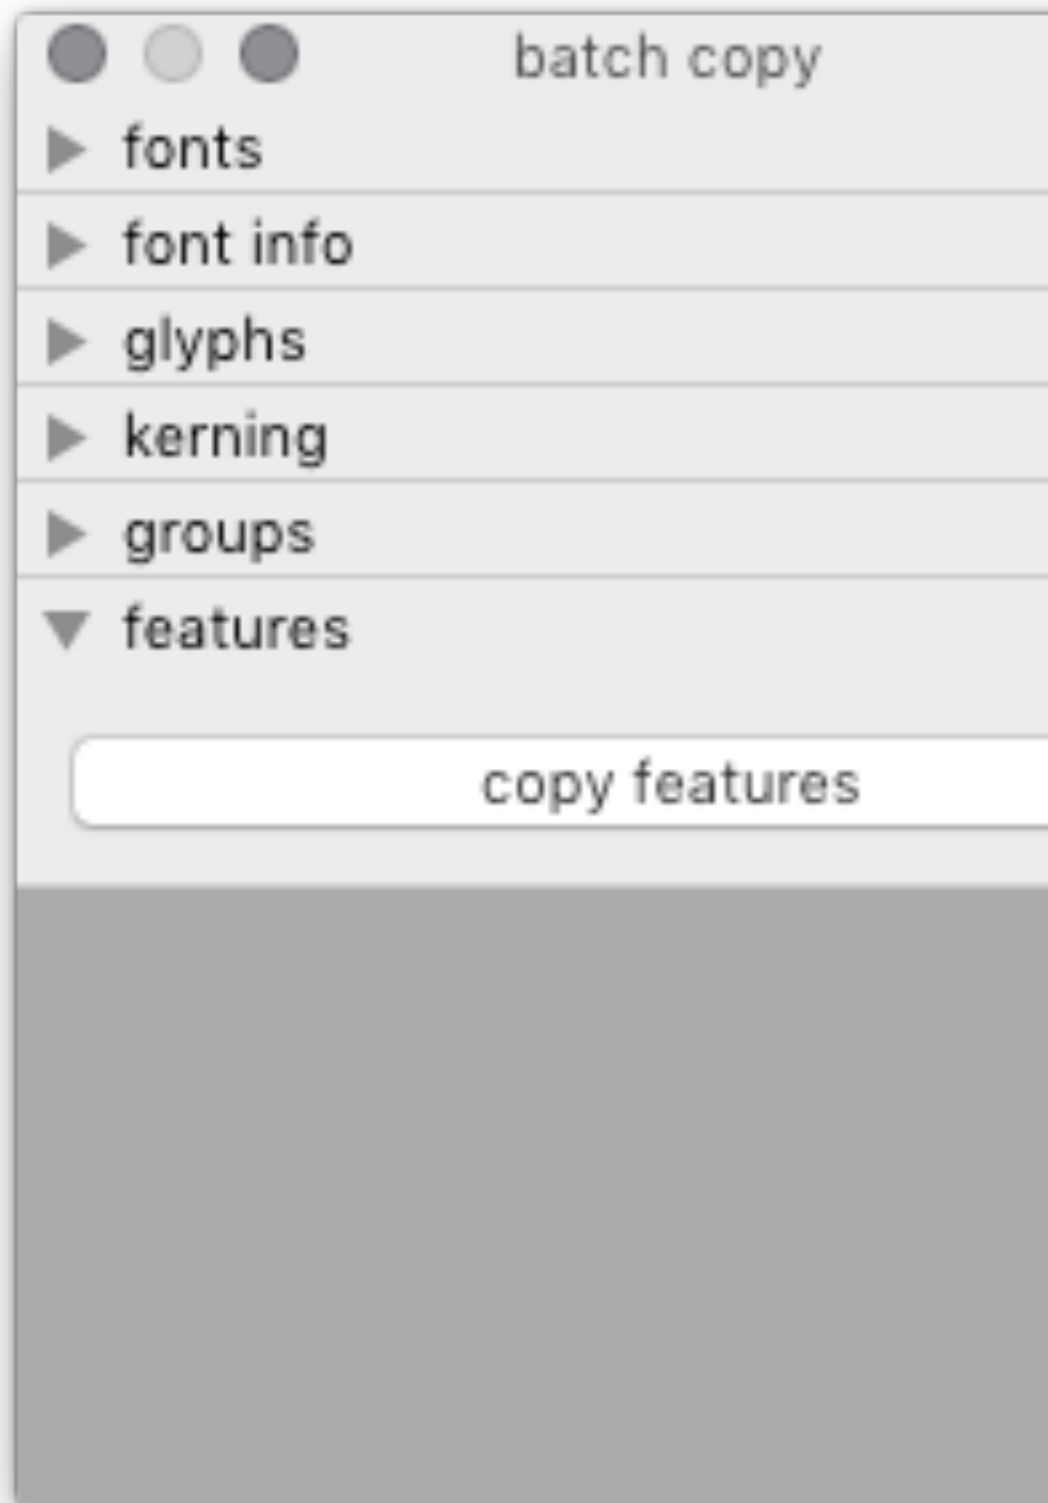 batch copy
fonts
font info
glyphs
kerning
groups
features
copy features